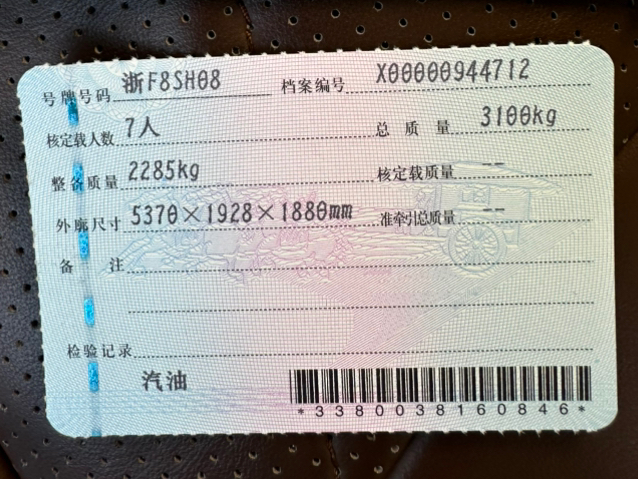 号牌号码 浙F8SH08 档案编号 X00000944712
核定载人数 7人 总质量 3100kg
整备质量 2285kg 核定载质量 --
外廓尺寸 5370×1928×1880mm 准牵引总质量 --
备注
检验记录
汽油
*3380038160846*